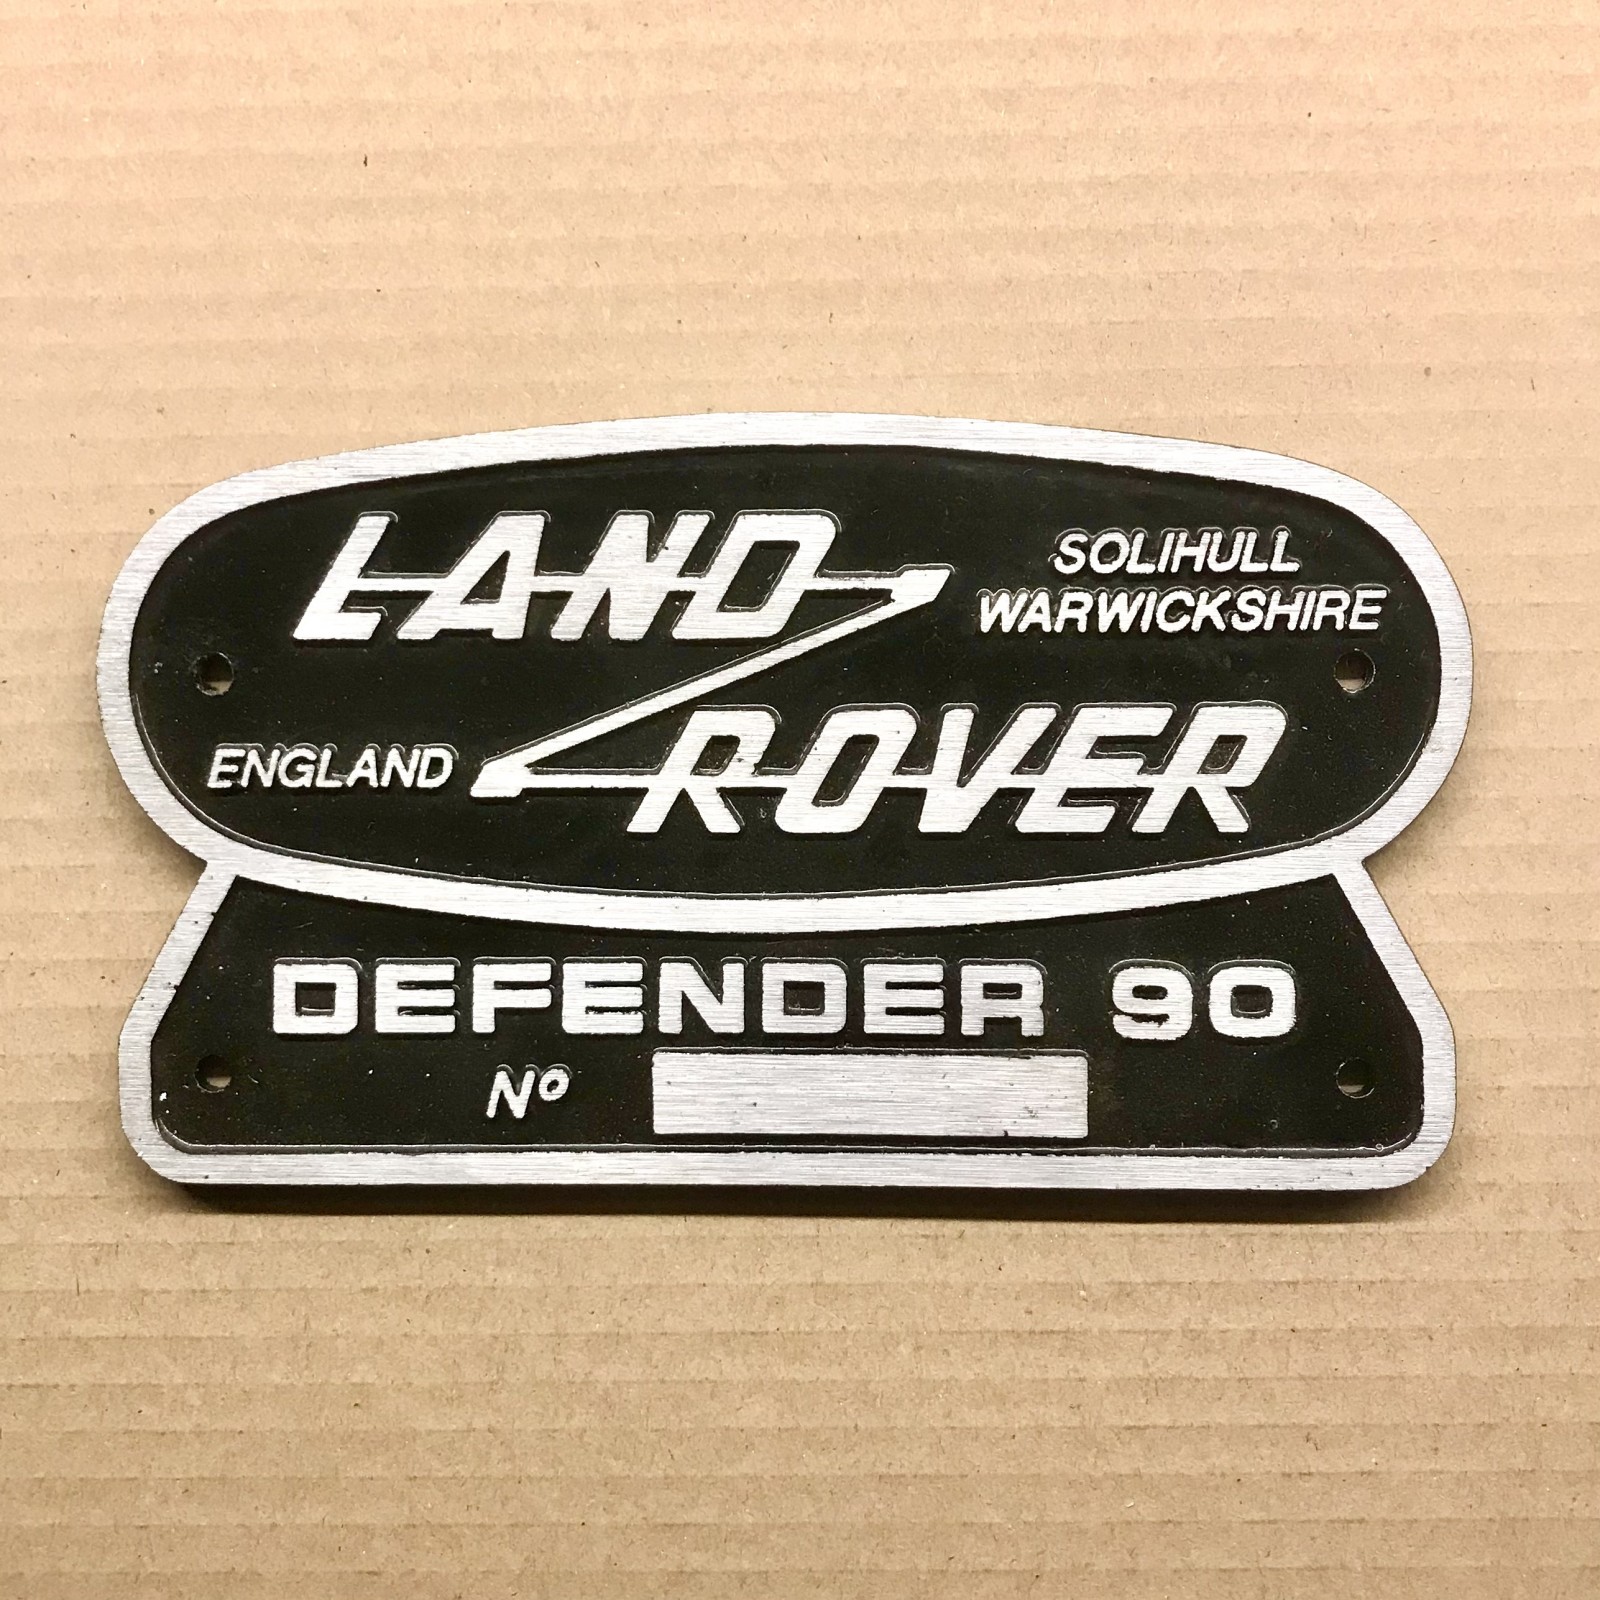 LAND
SOLIHULL
WARWICKSHIRE
ENGLAND
ROVER
DEFENDER 90
Nº